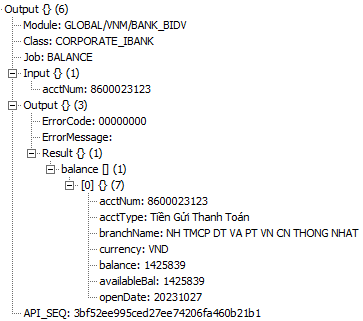 Output {} (6)
Module: GLOBAL/VNM/BANK_BIDV
Class: CORPORATE_IBANK
Job: BALANCE
Input {} (1)
acctNum: 8600023123
Output {} (3)
ErrorCode: 00000000
ErrorMessage:
Result {} (1)
balance [] (1)
[0] {} (7)
acctNum: 8600023123
acctType: Tiền Gửi Thanh Toán
branchName: NH TMCP DT VA PT VN CN THONG NHAT
currency: VND
balance: 1425839
availableBal: 1425839
openDate: 20231027
API_SEQ: 3bf52ee995ced27ee74206fa460b21b1